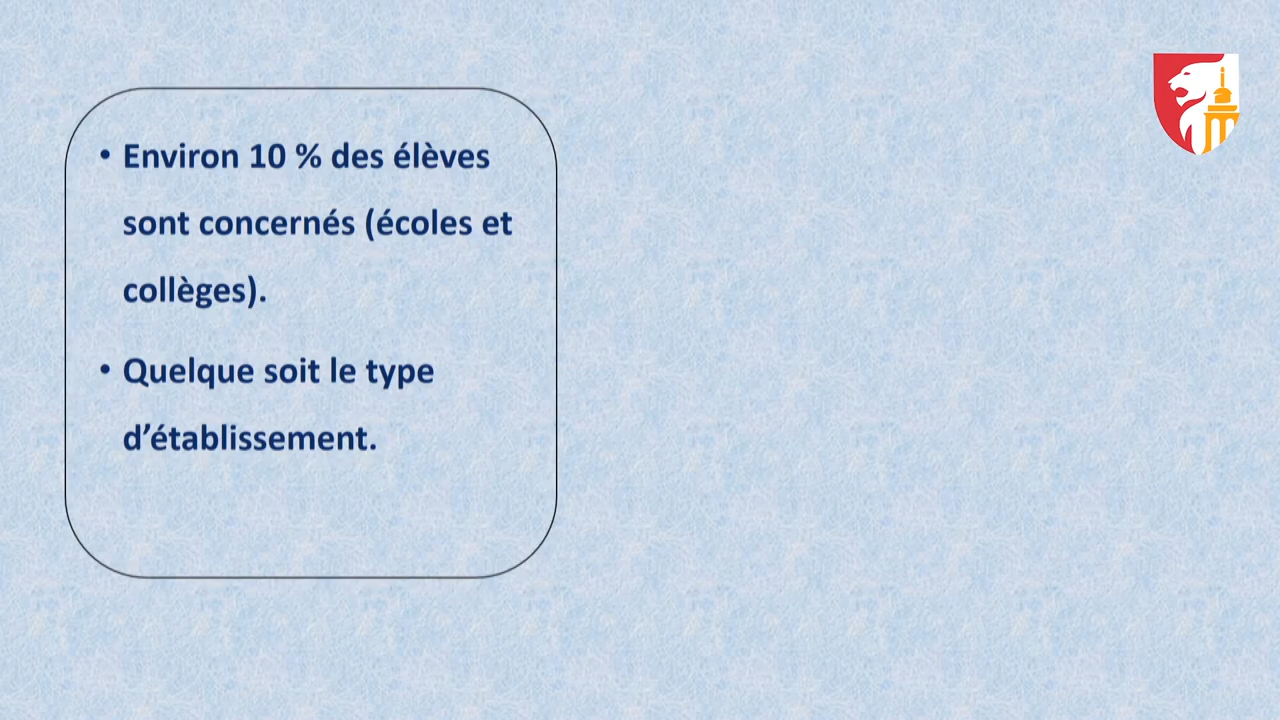 • Environ 10 % des élèves
sont concernés (écoles et
collèges).
• Quelque soit le type
d’établissement.